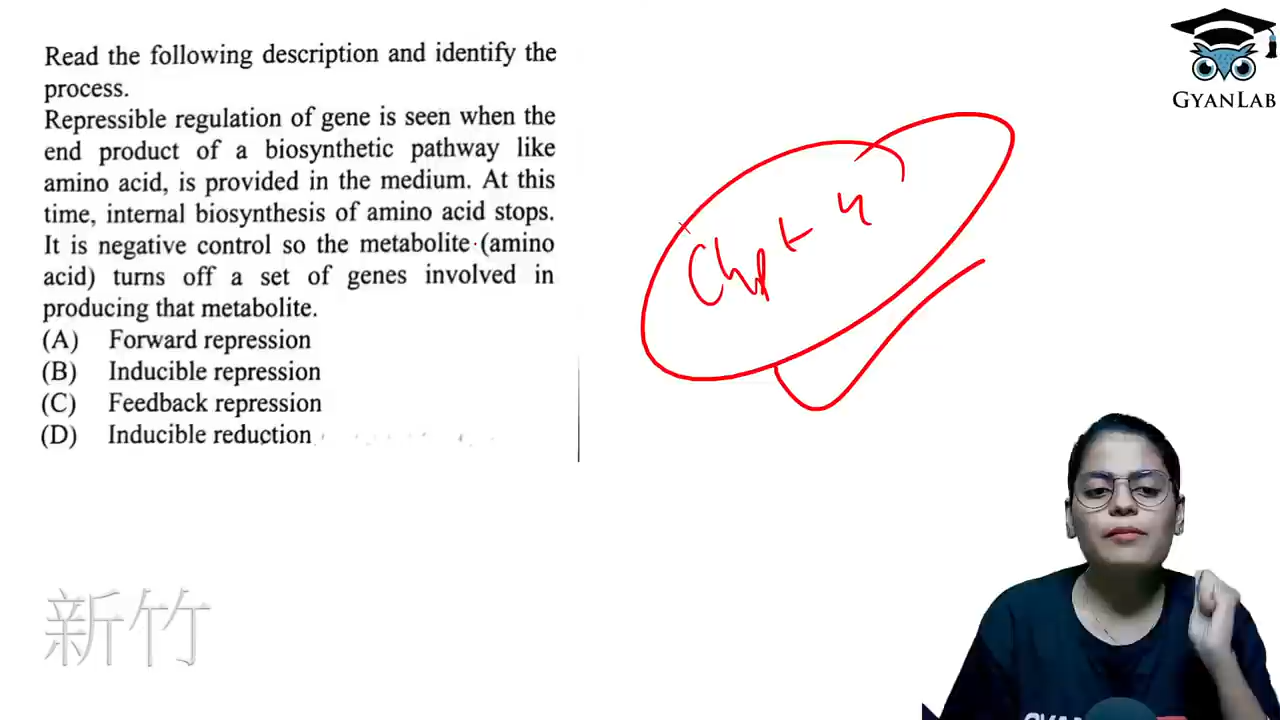 Read the following description and identify the
process.
Repressible regulation of gene is seen when the
end product of a biosynthetic pathway like
amino acid, is provided in the medium. At this
time, internal biosynthesis of amino acid stops.
It is negative control so the metabolite (amino
acid) turns off a set of genes involved in
producing that metabolite.
(A) Forward repression
(B) Inducible repression
(C) Feedback repression
(D) Inducible reduction
GYANLAB
新竹